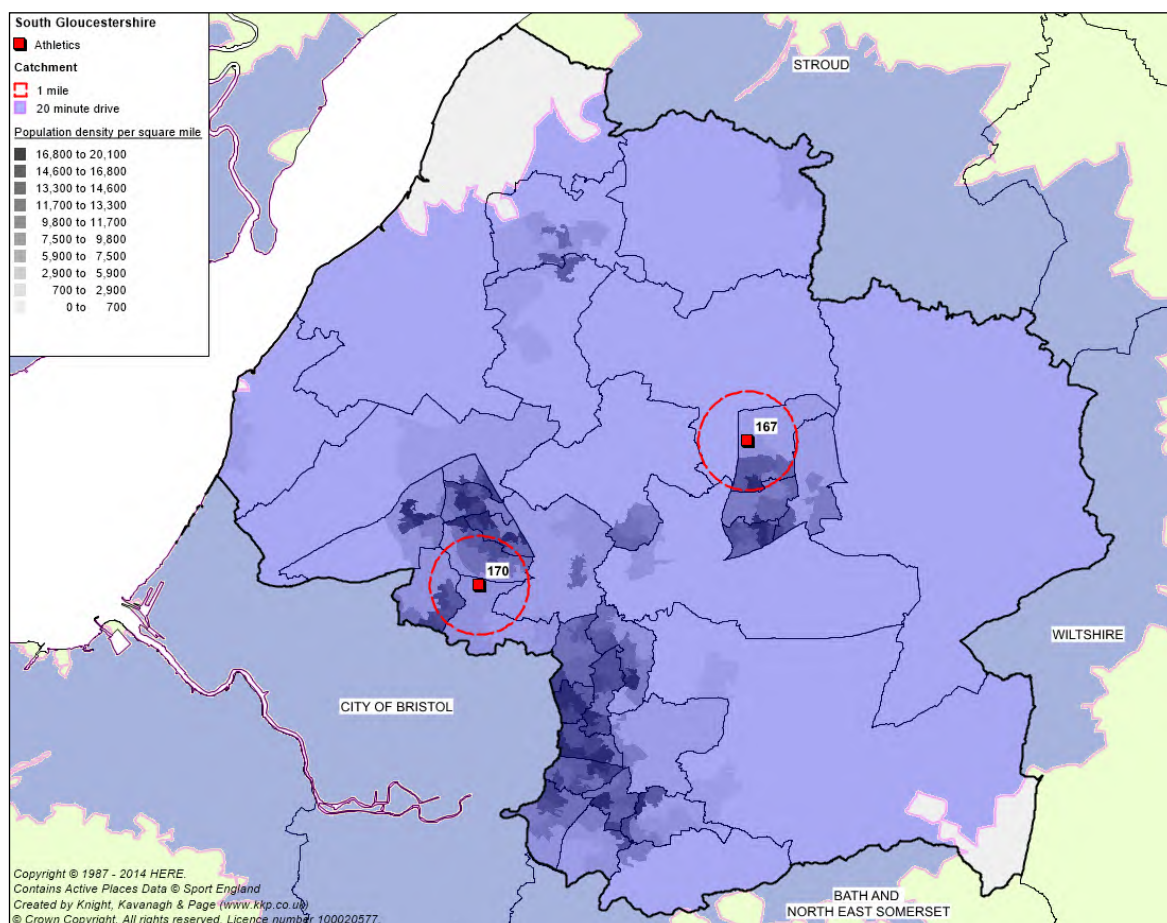 South Gloucestershire
Athletics
Catchment
1 mile
20 minute drive
Population density per square mile
16,800 to 20,100
14,600 to 16,800
13,300 to 14,600
11,700 to 13,300
9,800 to 11,700
7,500 to 9,800
5,900 to 7,500
2,900 to 5,900
700 to 2,900
0 to 700
STROUD
167
170
WILTSHIRE
CITY OF BRISTOL
BATH AND
NORTH EAST SOMERSET
Copyright © 1987 - 2014 HERE.
Contains Active Places Data © Sport England
Created by Knight, Kavanagh & Page (www.kkp.co.uk)
© Crown Copyright. All rights reserved. Licence number 100020577.